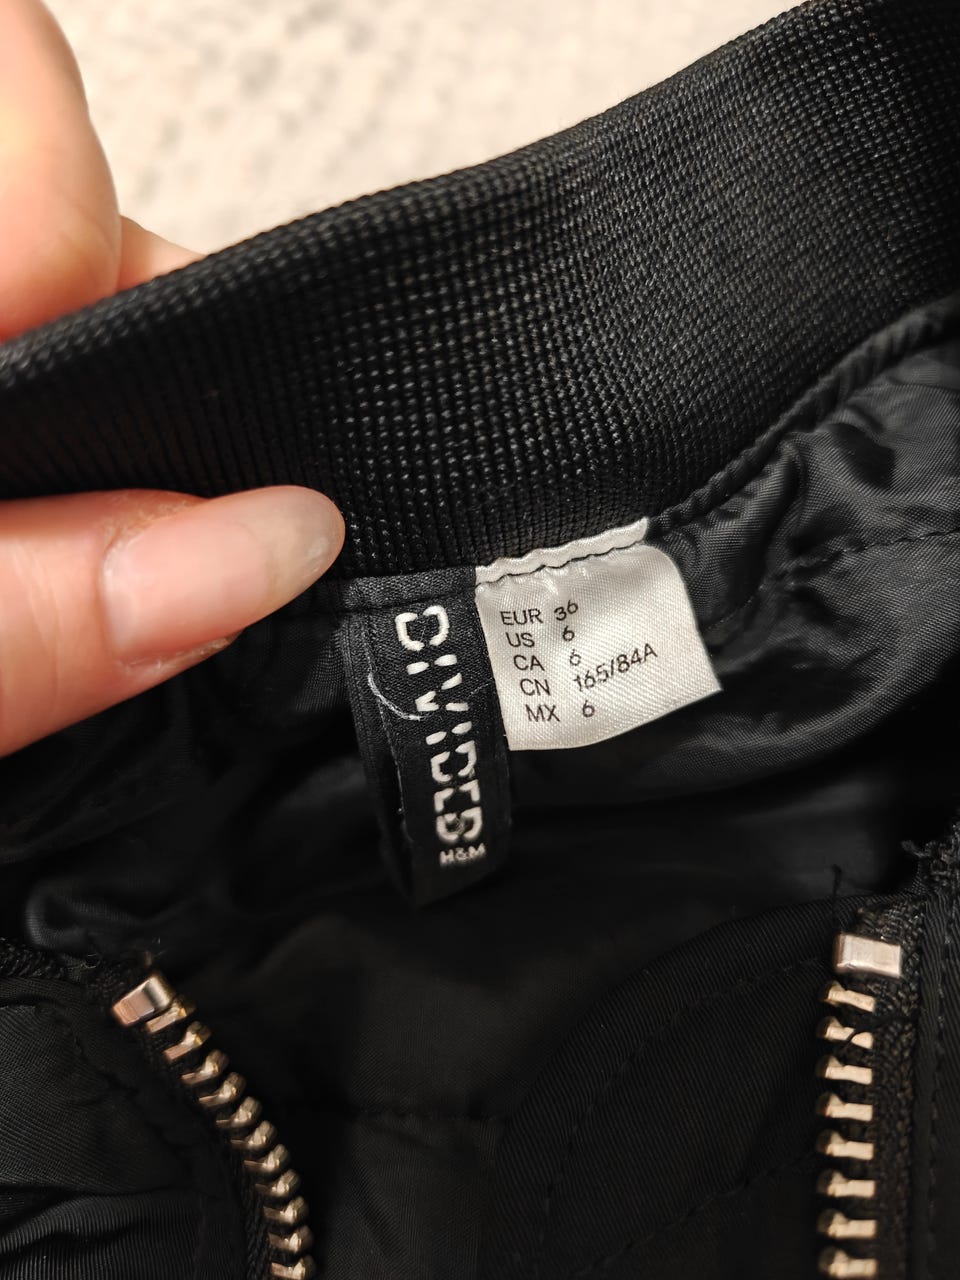 DIVIDED
H&M
EUR 36
US 6
CA 6
CN 165/84A
MX 6